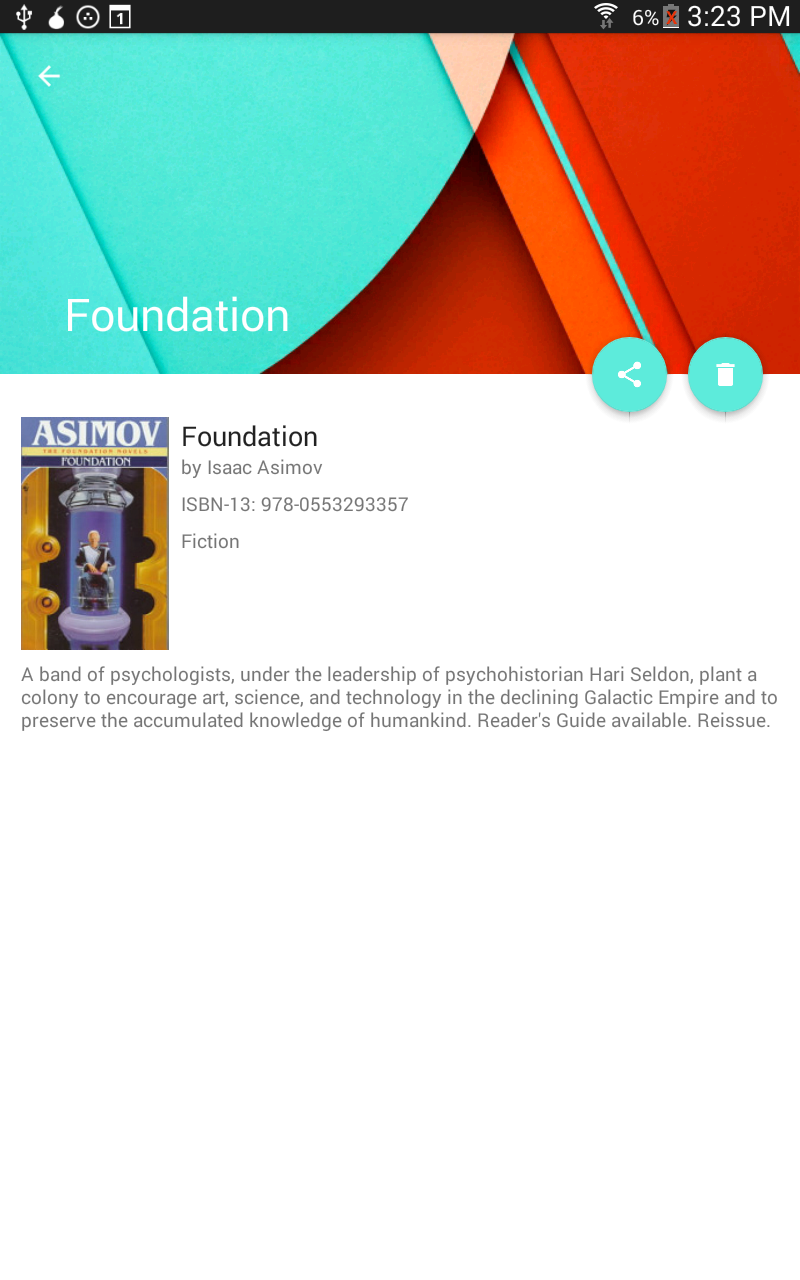 1
6%
3:23 PM
Foundation
ASIMOV
THE FOUNDATION NOVELS
FOUNDATION
Foundation
by Isaac Asimov
ISBN-13: 978-0553293357
Fiction
A band of psychologists, under the leadership of psychohistorian Hari Seldon, plant a
colony to encourage art, science, and technology in the declining Galactic Empire and to
preserve the accumulated knowledge of humankind. Reader's Guide available. Reissue.